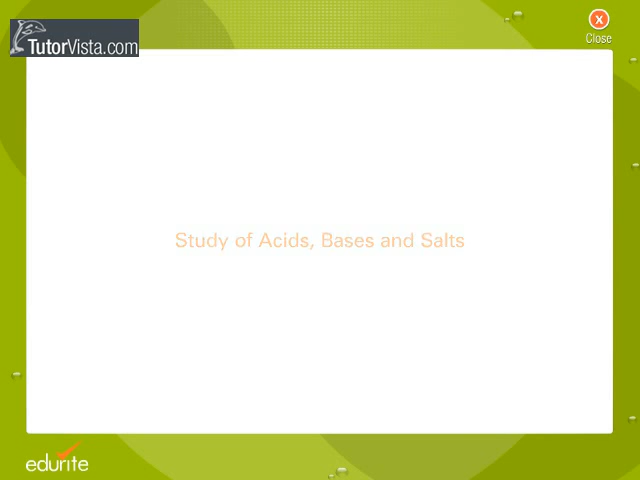 TutorVista.com
X
Close
Study of Acids, Bases and Salts
edurite